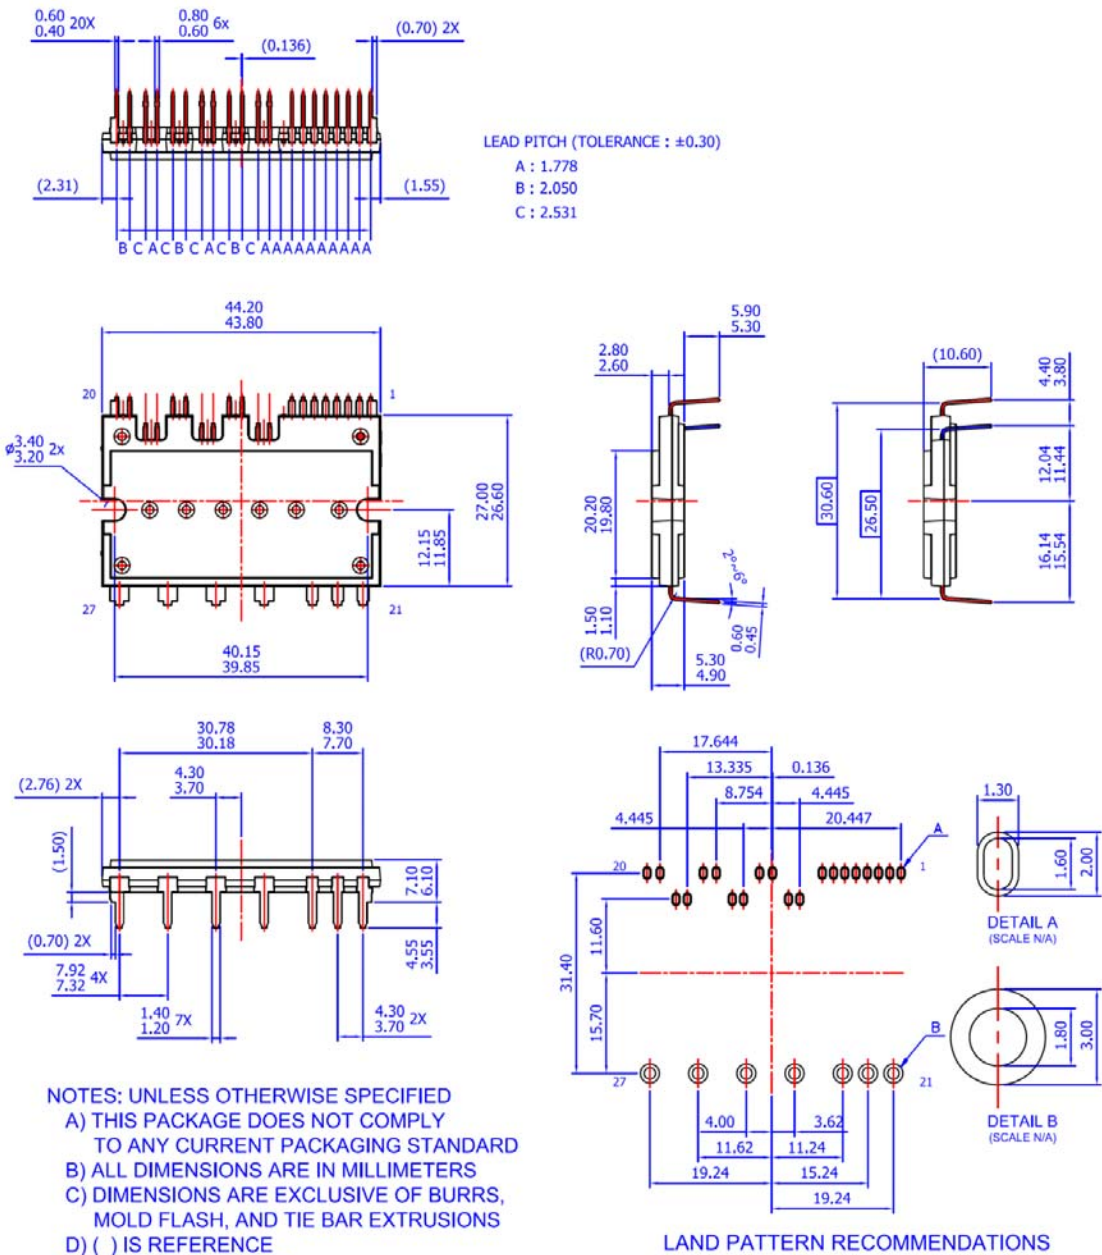 0.60
0.40 20X
0.80
0.60 6x
(0.136)
(0.70) 2X
LEAD PITCH (TOLERANCE : ±0.30)
A : 1.778
B : 2.050
C : 2.531
(2.31)
(1.55)
B C A C B C A C B C A A A A A A A A A A
44.20
43.80
20
1
ø3.40
3.20 2x
27.00
26.60
12.15
11.85
27
21
40.15
39.85
5.90
5.30
2.80
2.60
20.20
19.80
1.50
1.10
2°~6°
0.60
0.45
(R0.70)
5.30
4.90
(10.60)
4.40
3.80
30.60
26.50
12.04
11.44
16.14
15.54
30.78
30.18
8.30
7.70
4.30
3.70
(2.76) 2X
(1.50)
7.10
6.10
(0.70) 2X
4.55
3.55
7.92
7.32 4X
1.40
1.20 7X
4.30
3.70 2X
17.644
13.335
0.136
8.754
4.445
4.445
20.447
A
20
1
11.60
31.40
15.70
B
27
21
4.00
3.62
11.62
11.24
19.24
15.24
19.24
1.30
1.60
2.00
DETAIL A
(SCALE N/A)
1.80
3.00
DETAIL B
(SCALE N/A)
NOTES: UNLESS OTHERWISE SPECIFIED
A) THIS PACKAGE DOES NOT COMPLY
TO ANY CURRENT PACKAGING STANDARD
B) ALL DIMENSIONS ARE IN MILLIMETERS
C) DIMENSIONS ARE EXCLUSIVE OF BURRS,
MOLD FLASH, AND TIE BAR EXTRUSIONS
D) ( ) IS REFERENCE
LAND PATTERN RECOMMENDATIONS